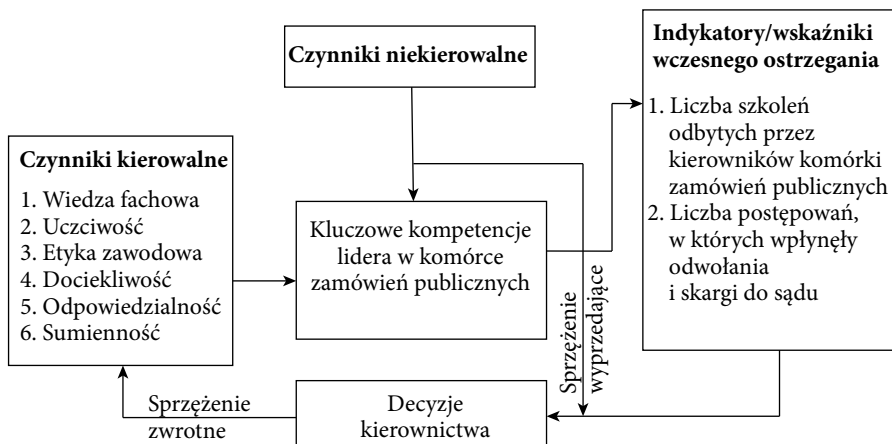 Czynniki niekierowalne
Indykatory/wskaźniki
wczesnego ostrzegania
1. Liczba szkoleń
odbytych przez
kierowników komórki
zamówień publicznych
2. Liczba postępowań,
w których wpłynęły
odwołania
i skargi do sądu
Czynniki kierowalne
1. Wiedza fachowa
2. Uczciwość
3. Etyka zawodowa
4. Dociekliwość
5. Odpowiedzialność
6. Sumienność
Kluczowe kompetencje
lidera w komórce
zamówień publicznych
Sprzężenie
wyprzedające
Sprzężenie
zwrotne
Decyzje
kierownictwa